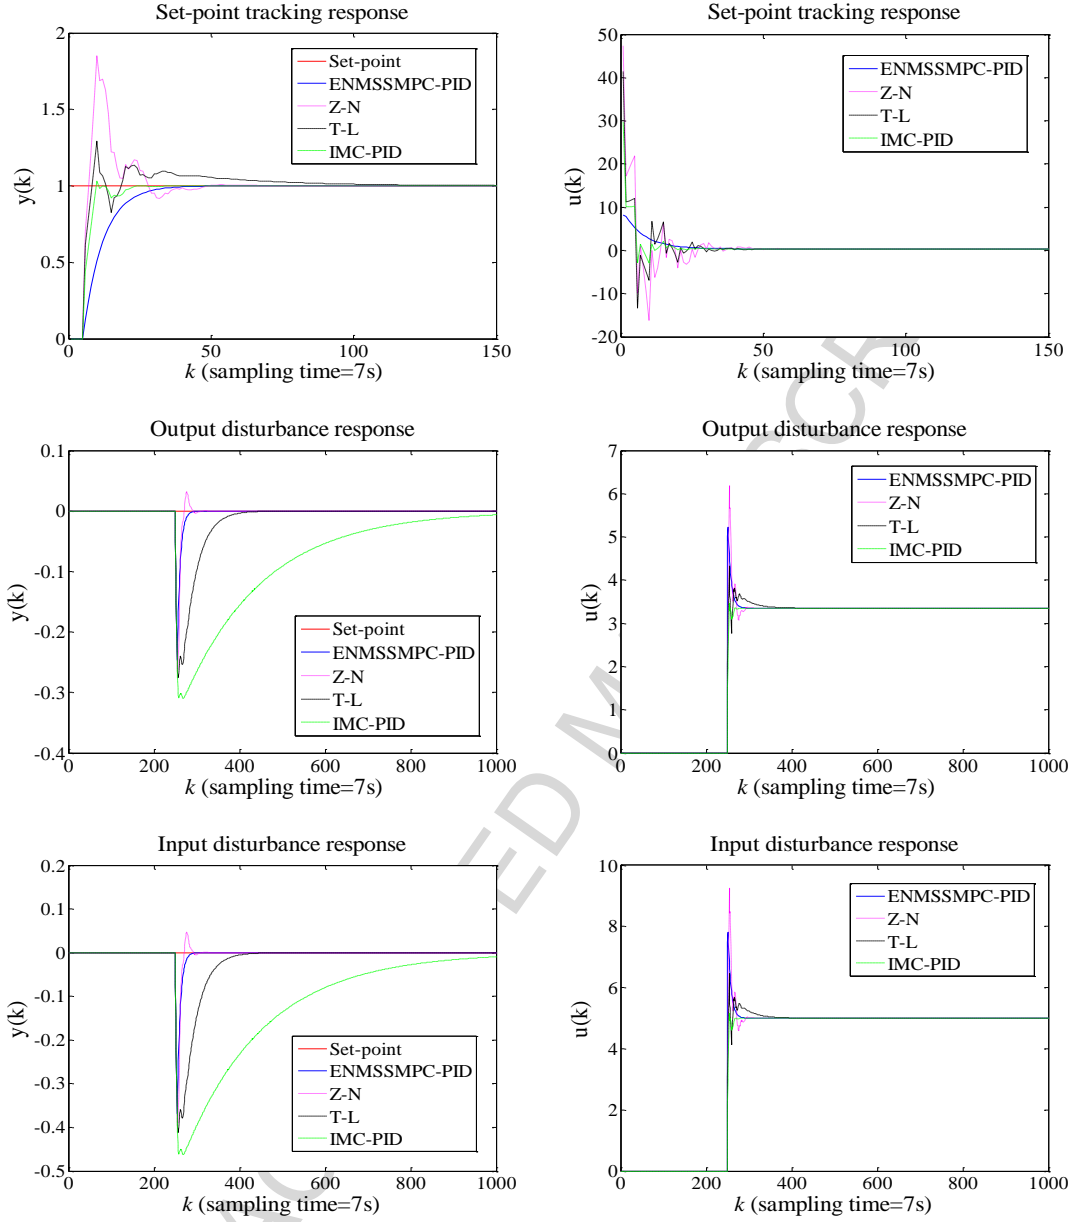 Set-point tracking response
2
1.5
1
0.5
0
y(k)
Set-point
ENMSSMPC-PID
Z-N
T-L
IMC-PID
0 50 100 150
k (sampling time=7s)
Set-point tracking response
50
40
30
20
10
0
-10
-20
u(k)
ENMSSMPC-PID
Z-N
T-L
IMC-PID
0 50 100 150
k (sampling time=7s)
Output disturbance response
0.1
0
-0.1
-0.2
-0.3
-0.4
y(k)
Set-point
ENMSSMPC-PID
Z-N
T-L
IMC-PID
0 200 400 600 800 1000
k (sampling time=7s)
Output disturbance response
7
6
5
4
3
2
1
0
u(k)
ENMSSMPC-PID
Z-N
T-L
IMC-PID
0 200 400 600 800 1000
k (sampling time=7s)
Input disturbance response
0.2
0.1
0
-0.1
-0.2
-0.3
-0.4
-0.5
y(k)
Set-point
ENMSSMPC-PID
Z-N
T-L
IMC-PID
0 200 400 600 800 1000
k (sampling time=7s)
Input disturbance response
10
8
6
4
2
0
u(k)
ENMSSMPC-PID
Z-N
T-L
IMC-PID
0 200 400 600 800 1000
k (sampling time=7s)